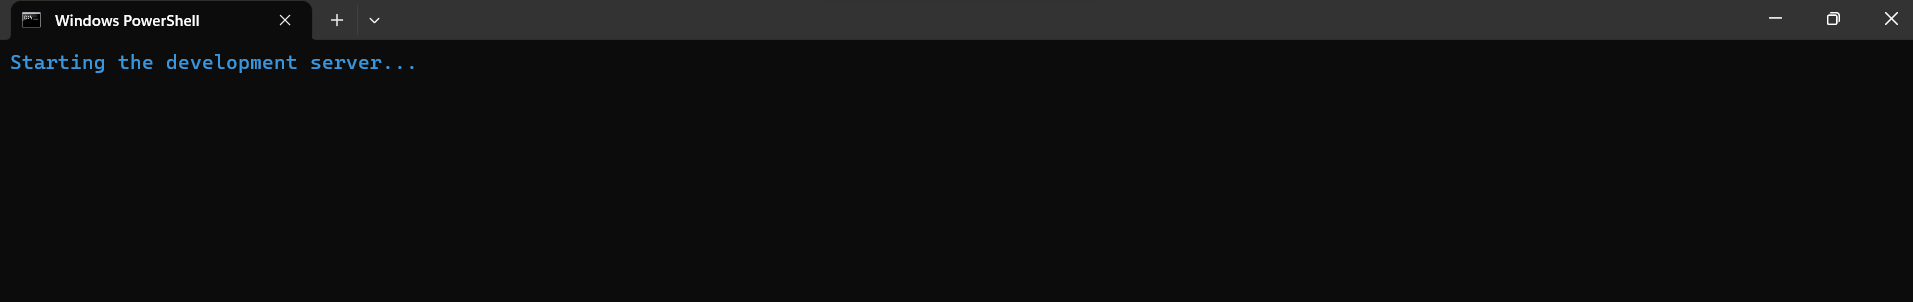 Windows PowerShell
Starting the development server...